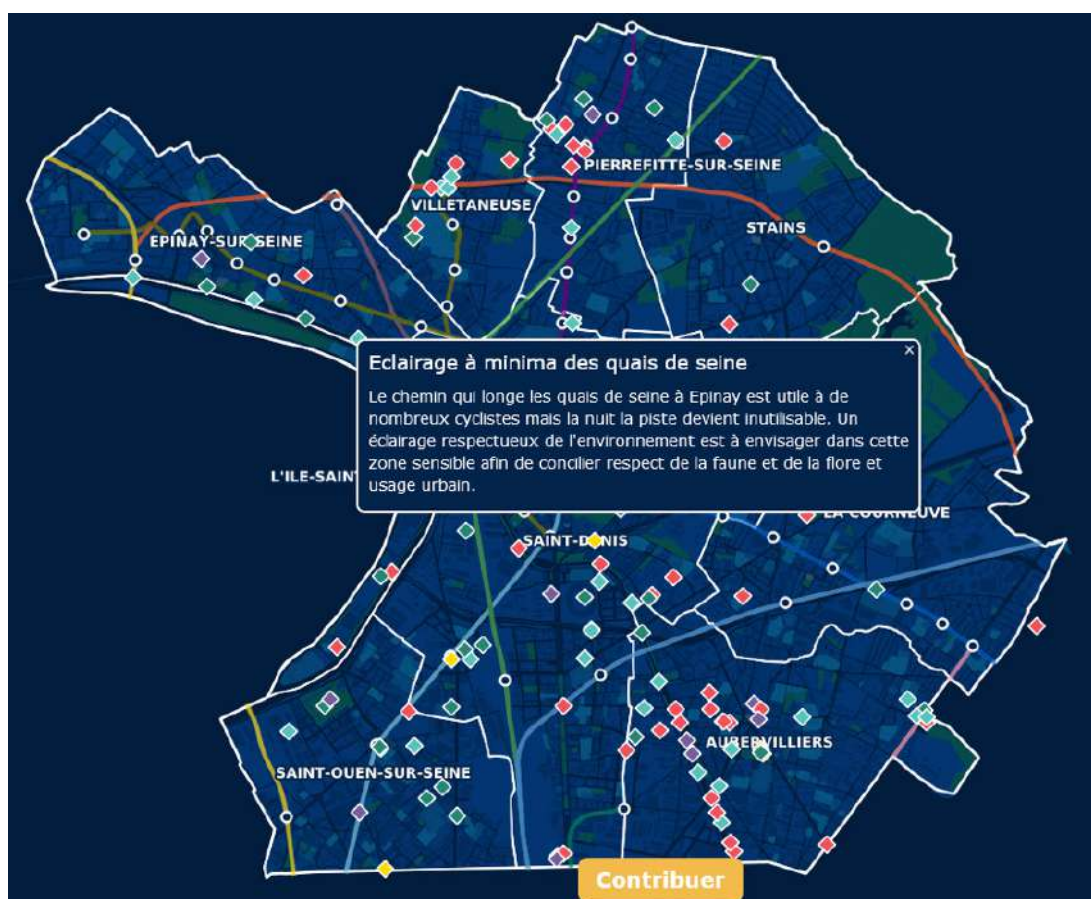 PIERREFITTE-SUR-SEINE
VILLETANEUSE
STAINS
EPINAY-SUR-SEINE
Eclairage à minima des quais de seine
×
Le chemin qui longe les quais de seine à Epinay est utile à de
nombreux cyclistes mais la nuit la piste devient inutilisable. Un
éclairage respectueux de l'environnement est à envisager dans cette
zone sensible afin de concilier respect de la faune et de la flore et
usage urbain.
L'ILE-SAINT
LA COURNEUVE
SAINT-DENIS
AUBERVILLIERS
SAINT-OUEN-SUR-SEINE
Contribuer